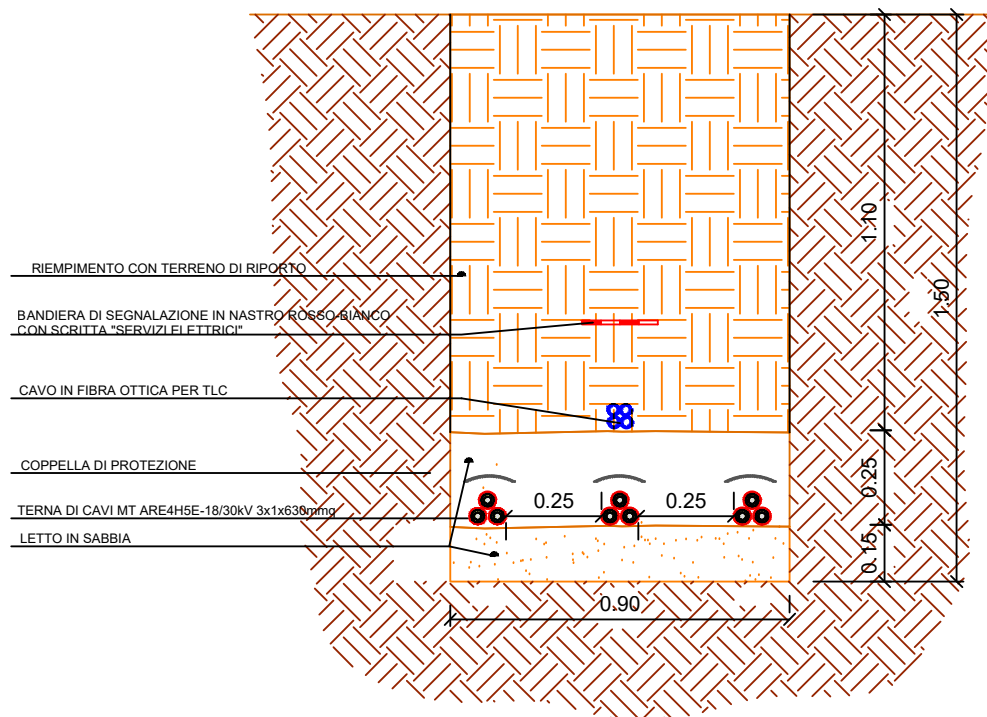 RIEMPIMENTO CON TERRENO DI RIPORTO
BANDIERA DI SEGNALAZIONE IN NASTRO ROSSO-BIANCO
CON SCRITTA "SERVIZI ELETTRICI"
CAVO IN FIBRA OTTICA PER TLC
COPPELLA DI PROTEZIONE
TERNA DI CAVI MT ARE4H5E-18/30kV 3x1x630mmq
LETTO IN SABBIA
0.25
0.25
0.90
1.10
0.25
0.15
1.50